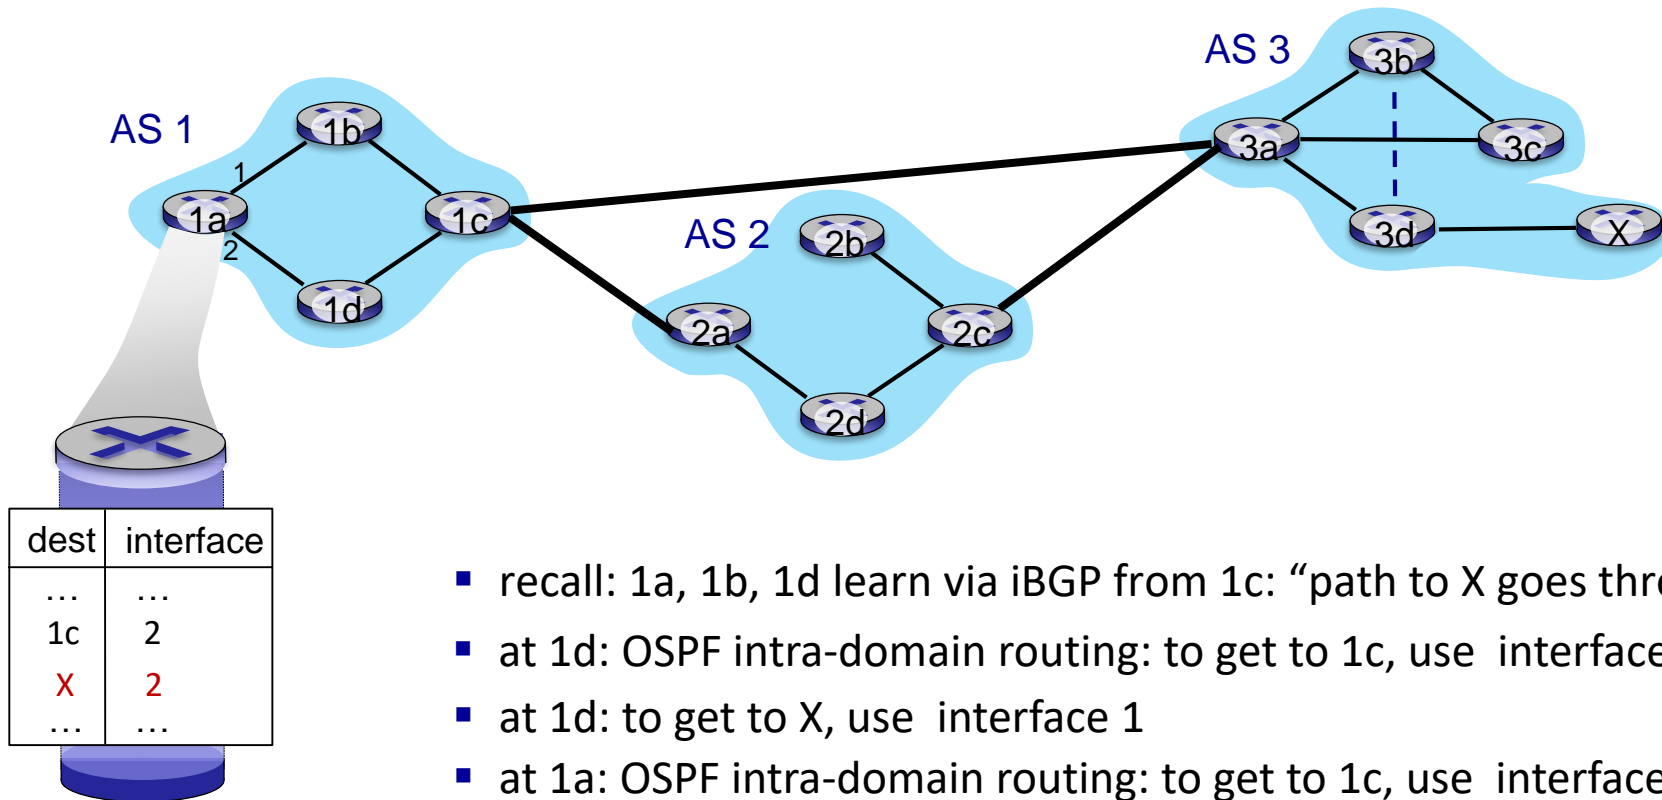 AS 3
3b
AS 1
1b
3a
3c
1
1a
1c
AS 2
2b
3d
X
2
1d
2a
2c
2d
dest interface
... ...
1c 2
X 2
... ...
▪ recall: 1a, 1b, 1d learn via iBGP from 1c: “path to X goes
▪ at 1d: OSPF intra-domain routing: to get to 1c, use interface
▪ at 1d: to get to X, use interface 1
▪ at 1a: OSPF intra-domain routing: to get to 1c, use interface